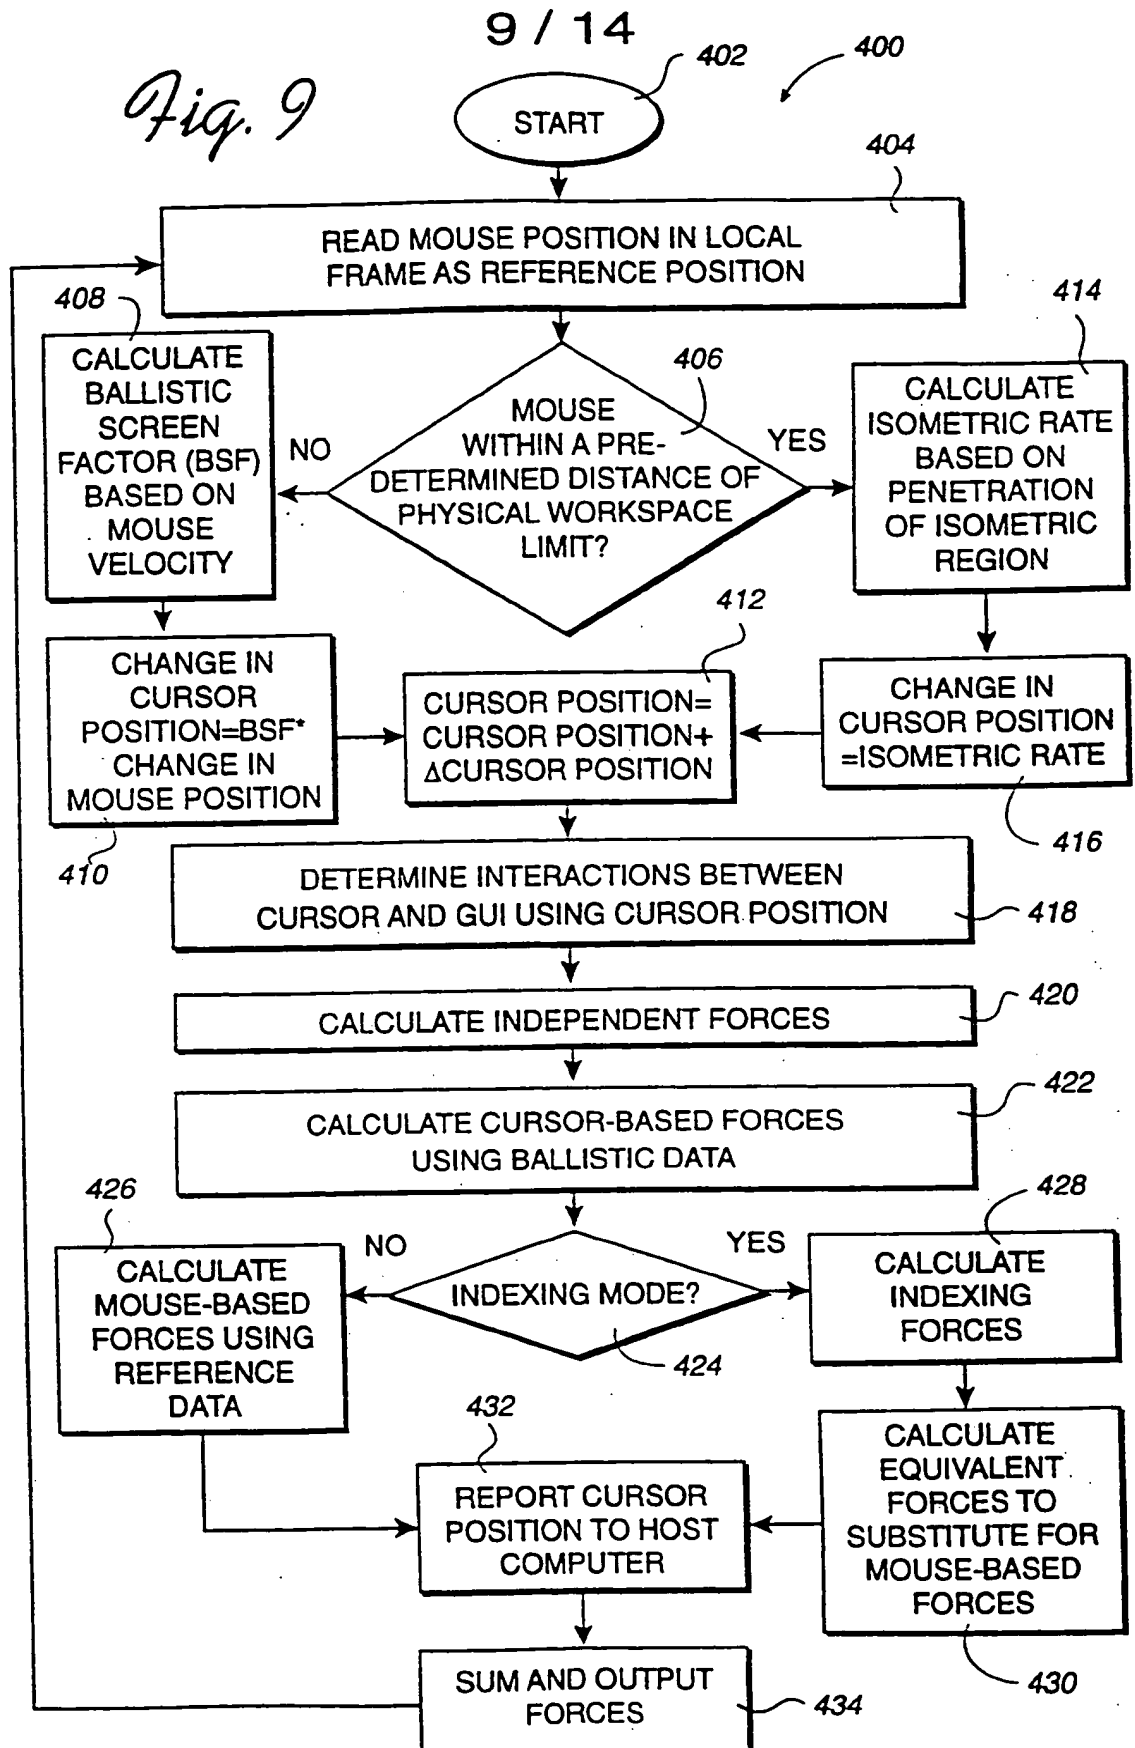 9 / 14
Fig. 9
402
400
START
404
READ MOUSE POSITION IN LOCAL
FRAME AS REFERENCE POSITION
408
CALCULATE
BALLISTIC
SCREEN
FACTOR (BSF)
BASED ON
MOUSE
VELOCITY
NO
406
MOUSE
WITHIN A PRE-
DETERMINED DISTANCE OF
PHYSICAL WORKSPACE
LIMIT?
YES
414
CALCULATE
ISOMETRIC RATE
BASED ON
PENETRATION
OF ISOMETRIC
REGION
CHANGE IN
CURSOR
POSITION=BSF*
CHANGE IN
MOUSE POSITION
410
412
CURSOR POSITION=
CURSOR POSITION+
ΔCURSOR POSITION
CHANGE IN
CURSOR POSITION
=ISOMETRIC RATE
416
DETERMINE INTERACTIONS BETWEEN
CURSOR AND GUI USING CURSOR POSITION
418
CALCULATE INDEPENDENT FORCES
420
CALCULATE CURSOR-BASED FORCES
USING BALLISTIC DATA
422
426
CALCULATE
MOUSE-BASED
FORCES USING
REFERENCE
DATA
NO
INDEXING MODE?
424
YES
428
CALCULATE
INDEXING
FORCES
432
REPORT CURSOR
POSITION TO HOST
COMPUTER
CALCULATE
EQUIVALENT
FORCES TO
SUBSTITUTE FOR
MOUSE-BASED
FORCES
430
SUM AND OUTPUT
FORCES
434